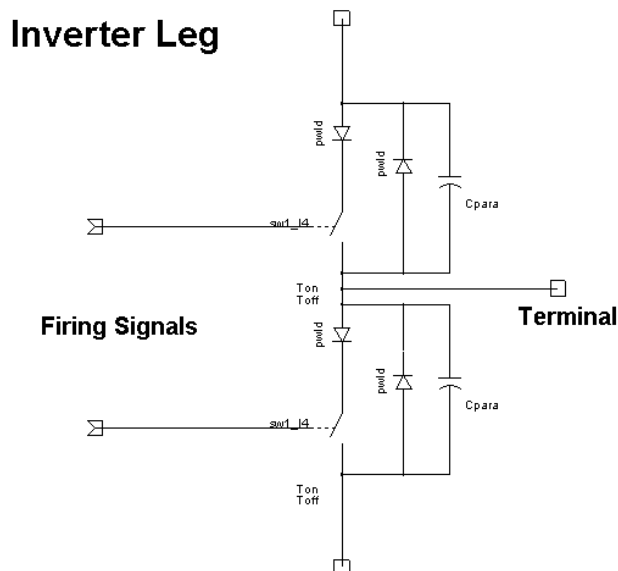 Inverter Leg
pwld
pwld
Cpara
sw1_l4
Ton
Toff
Terminal
Firing Signals
pwld
pwld
Cpara
sw1_l4
Ton
Toff